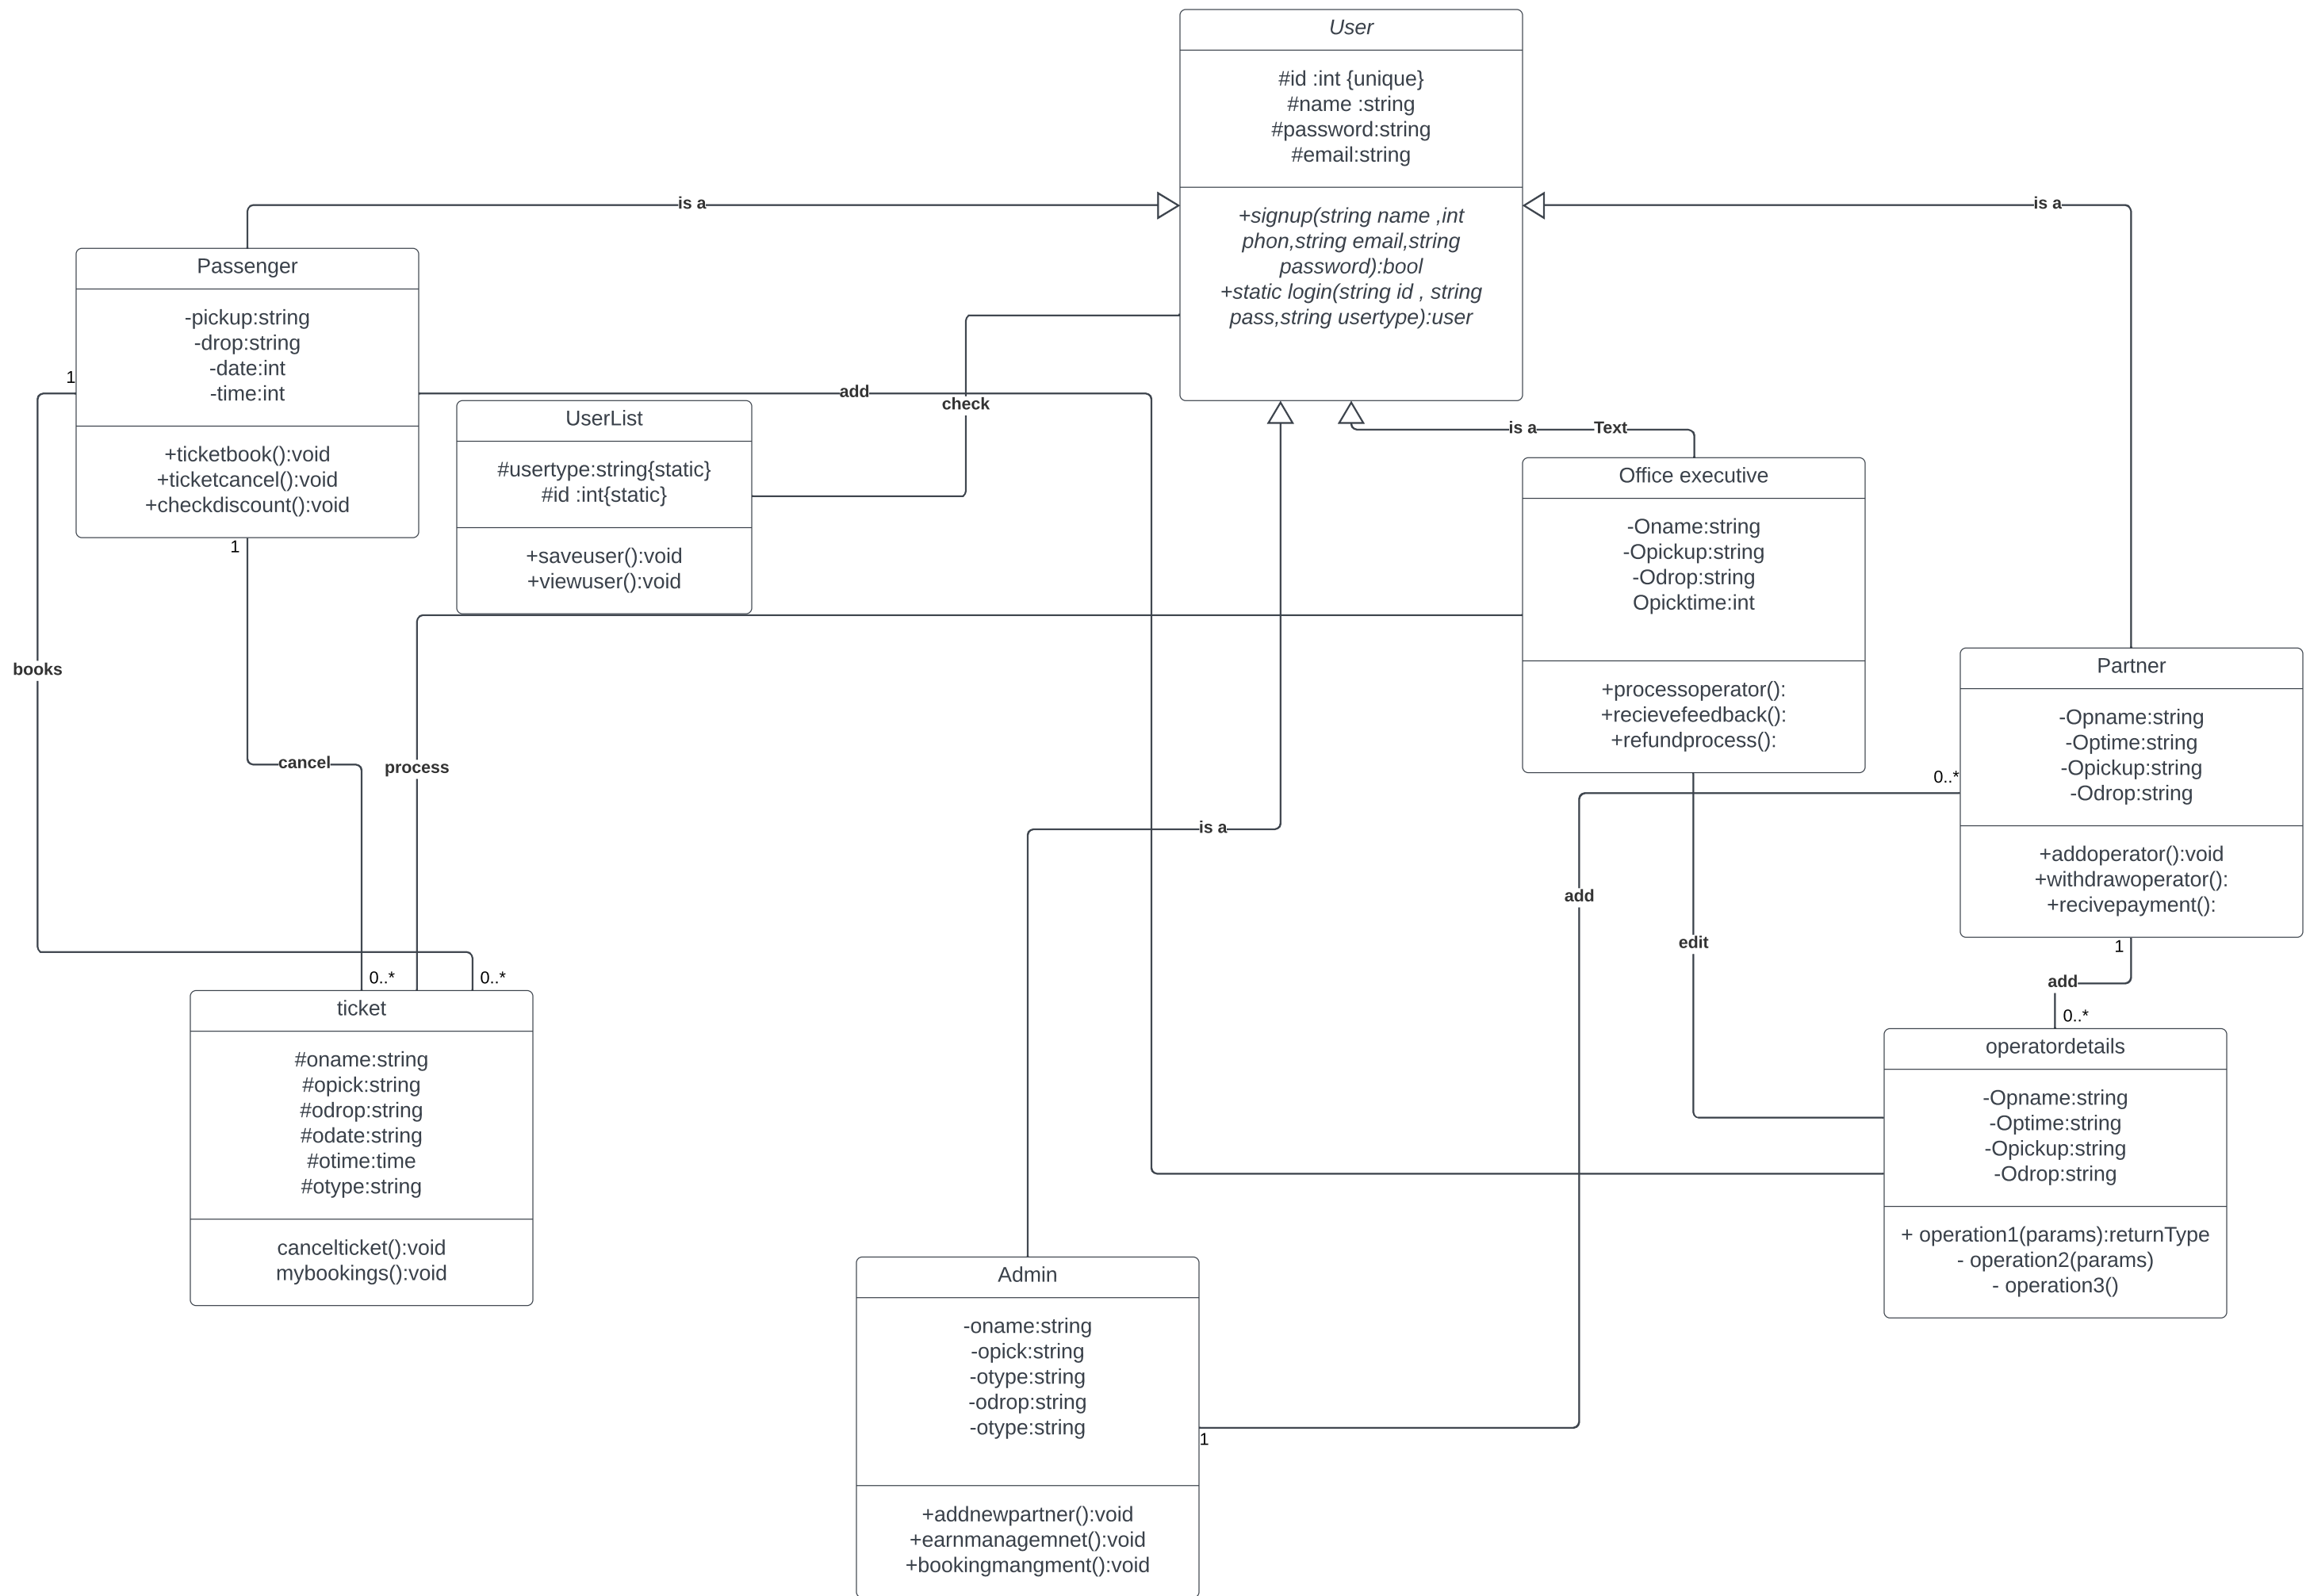 User
#id :int {unique}
#name :string
#password:string
#email:string
+signup(string name ,int
phon,string email,string
password):bool
+static login(string id , string
pass,string usertype):user
is a
is a
Passenger
-pickup:string
-drop:string
-date:int
-time:int
+ticketbook():void
+ticketcancel():void
+checkdiscount():void
1
1
add
check
UserList
#usertype:string{static}
#id :int{static}
+saveuser():void
+viewuser():void
is a
Text
Office executive
-Oname:string
-Opickup:string
-Odrop:string
Opicktime:int
+processoperator():
+recievefeedback():
+refundprocess():
Partner
-Opname:string
-Optime:string
-Opickup:string
-Odrop:string
+addoperator():void
+withdrawoperator():
+recivepayment():
0..*
1
books
cancel
process
is a
add
edit
add
0..*
0..*
0..*
ticket
#oname:string
#opick:string
#odrop:string
#odate:string
#otime:time
#otype:string
cancelticket():void
mybookings():void
operatordetails
-Opname:string
-Optime:string
-Opickup:string
-Odrop:string
+ operation1(params):returnType
- operation2(params)
- operation3()
Admin
-oname:string
-opick:string
-otype:string
-odrop:string
-otype:string
+addnewpartner():void
+earnmanagemnet():void
+bookingmangment():void
1